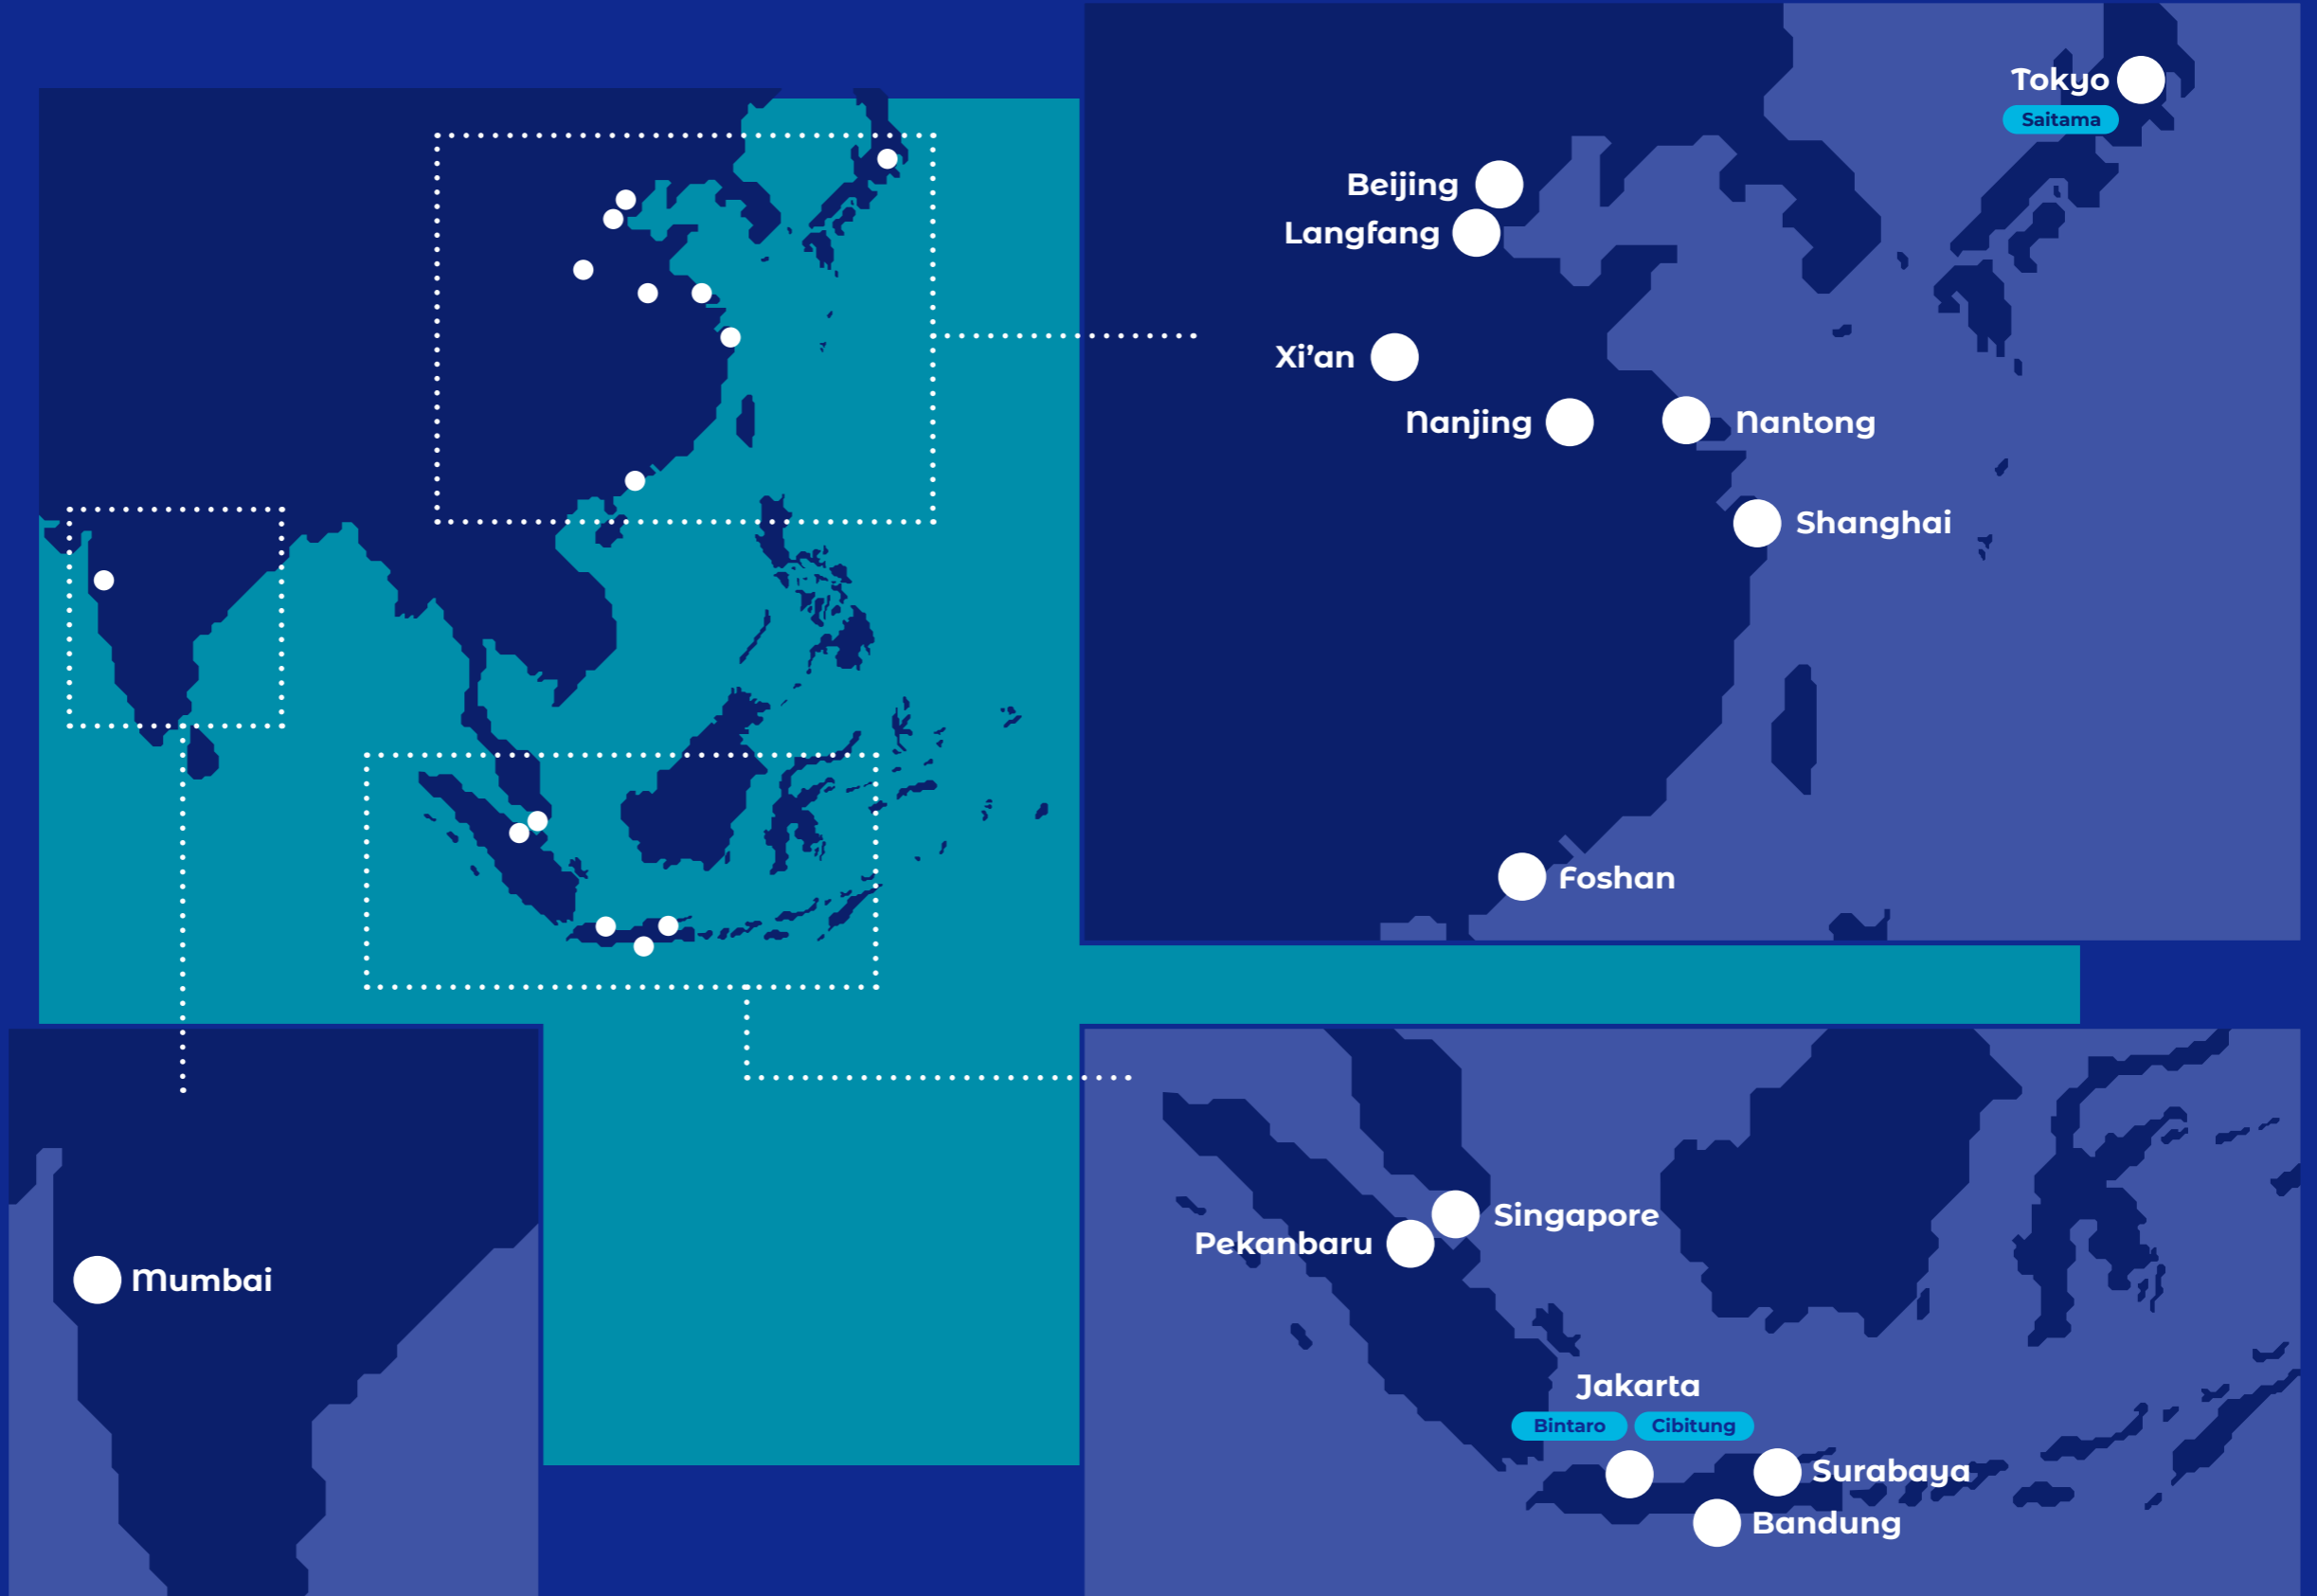 Tokyo
Saitama
Beijing
Langfang
Xi’an
Nanjing
Nantong
Shanghai
Foshan
Mumbai
Singapore
Pekanbaru
Jakarta
Bintaro Cibitung
Surabaya
Bandung